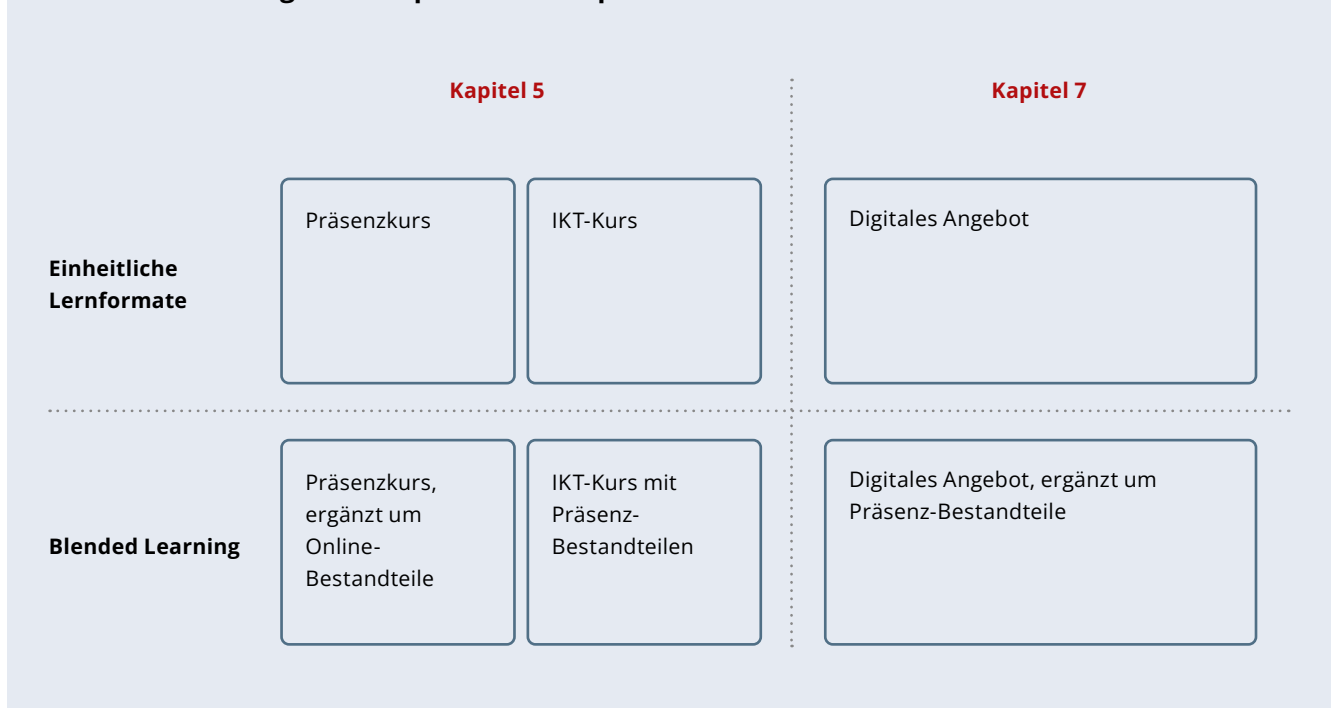 Kapitel 5
Kapitel 7
Präsenzkurs
IKT-Kurs
Digitales Angebot
Einheitliche
Lernformate
Präsenzkurs,
ergänzt um
Online-
Bestandteile
IKT-Kurs mit
Präsenz-
Bestandteilen
Digitales Angebot, ergänzt um
Präsenz-Bestandteile
Blended Learning